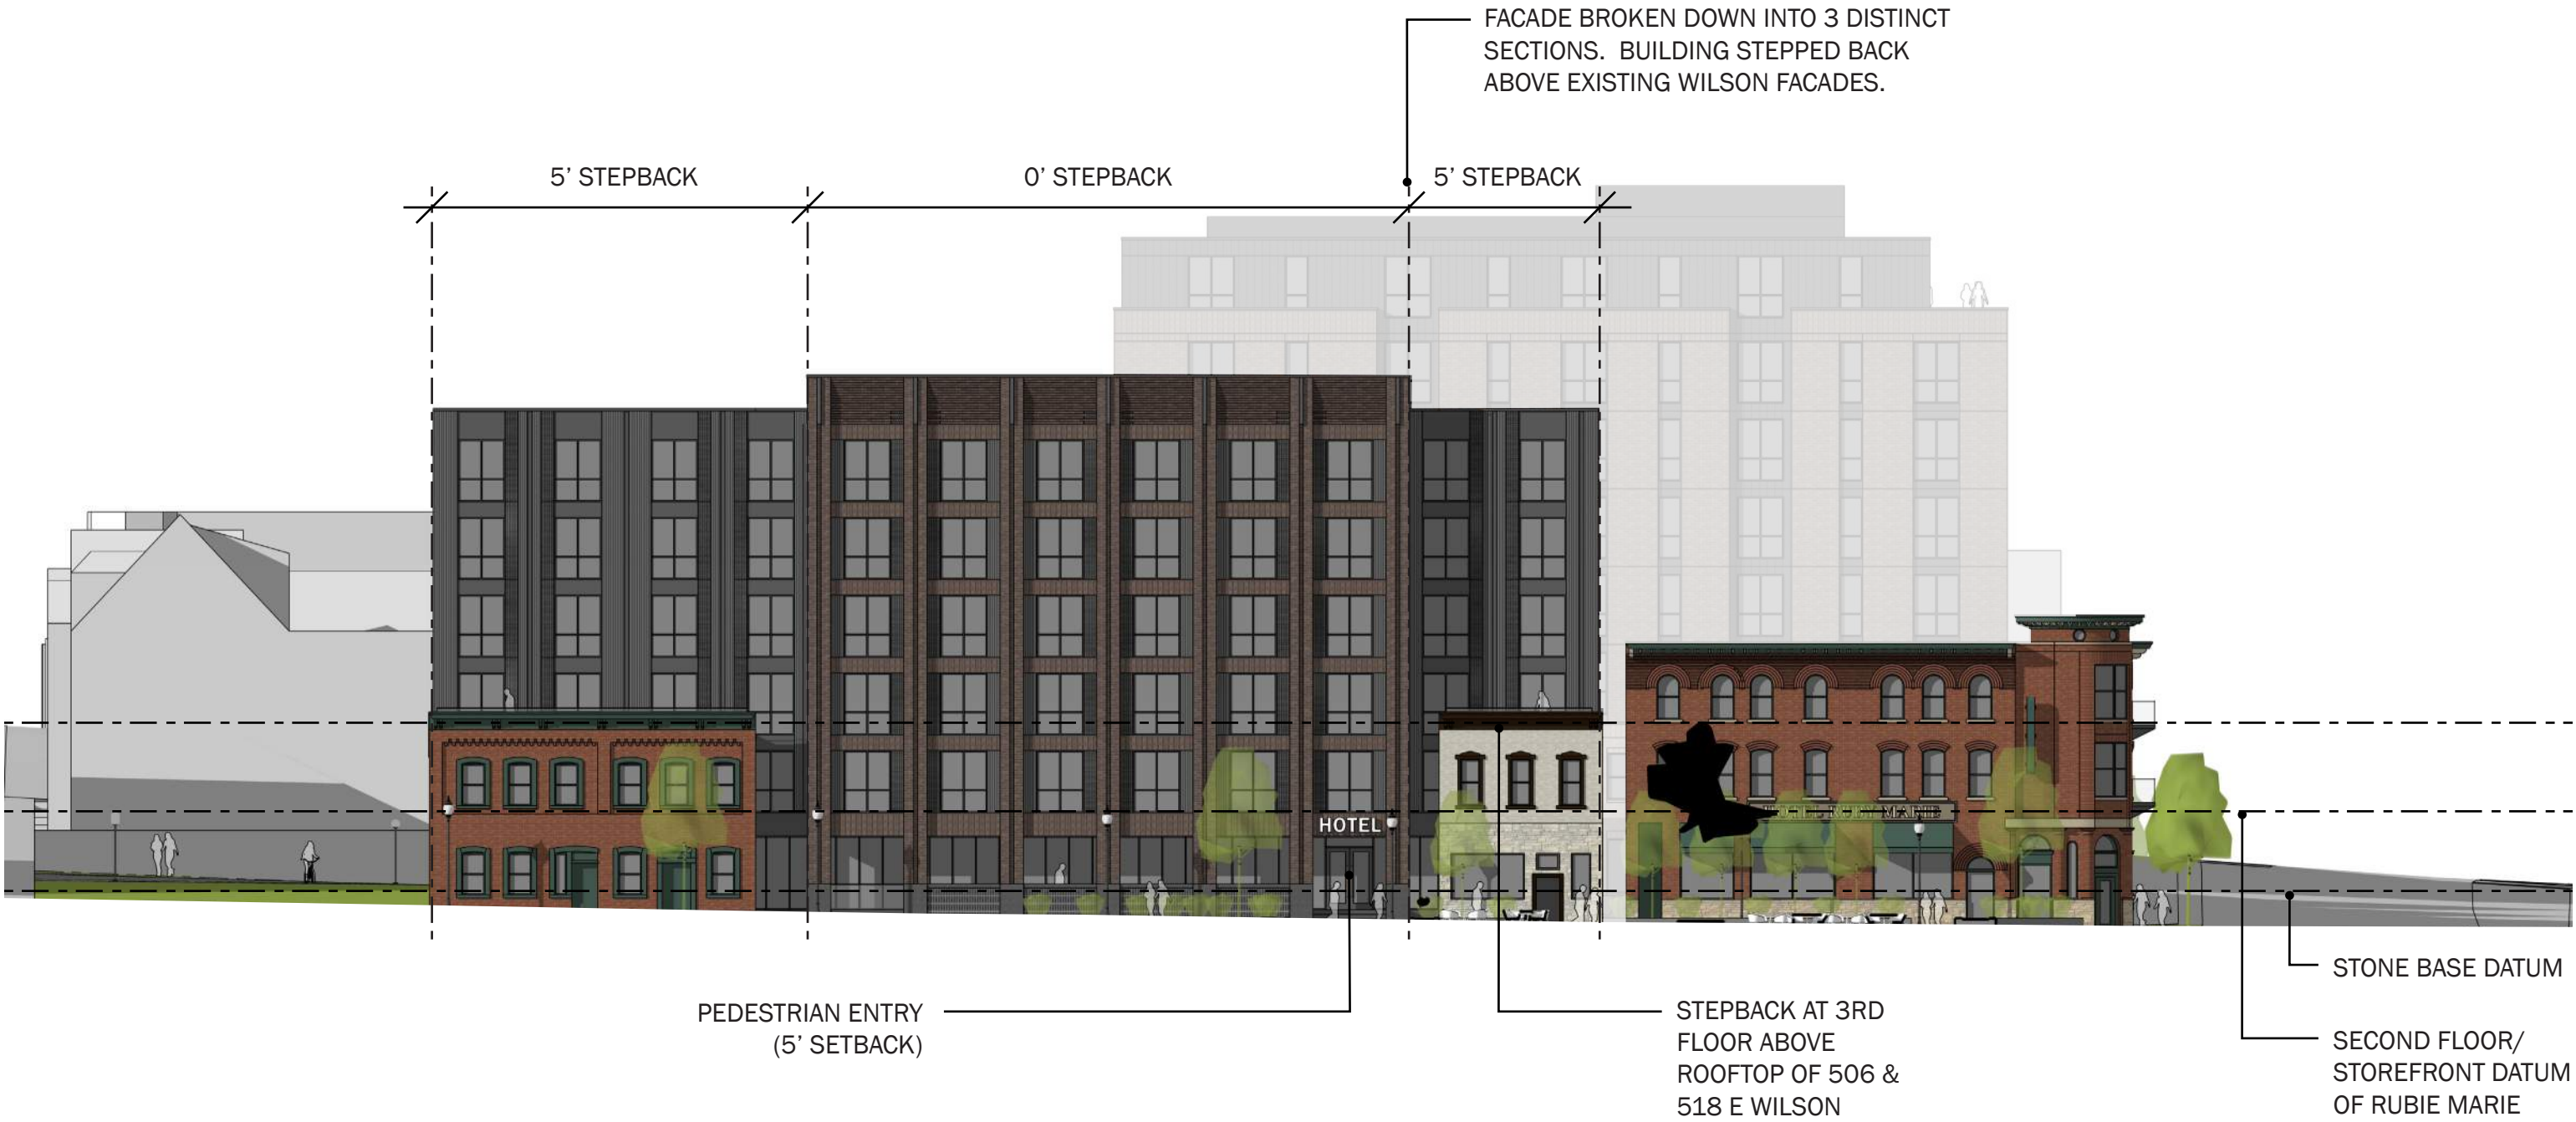 FACADE BROKEN DOWN INTO 3 DISTINCT
SECTIONS. BUILDING STEPPED BACK
ABOVE EXISTING WILSON FACADES.
5’ STEPBACK
0’ STEPBACK
5’ STEPBACK
HOTEL
MARIE
PEDESTRIAN ENTRY
(5’ SETBACK)
STEPBACK AT 3RD
FLOOR ABOVE
ROOFTOP OF 506 &
518 E WILSON
STONE BASE DATUM
SECOND FLOOR/
STOREFRONT DATUM
OF RUBIE MARIE